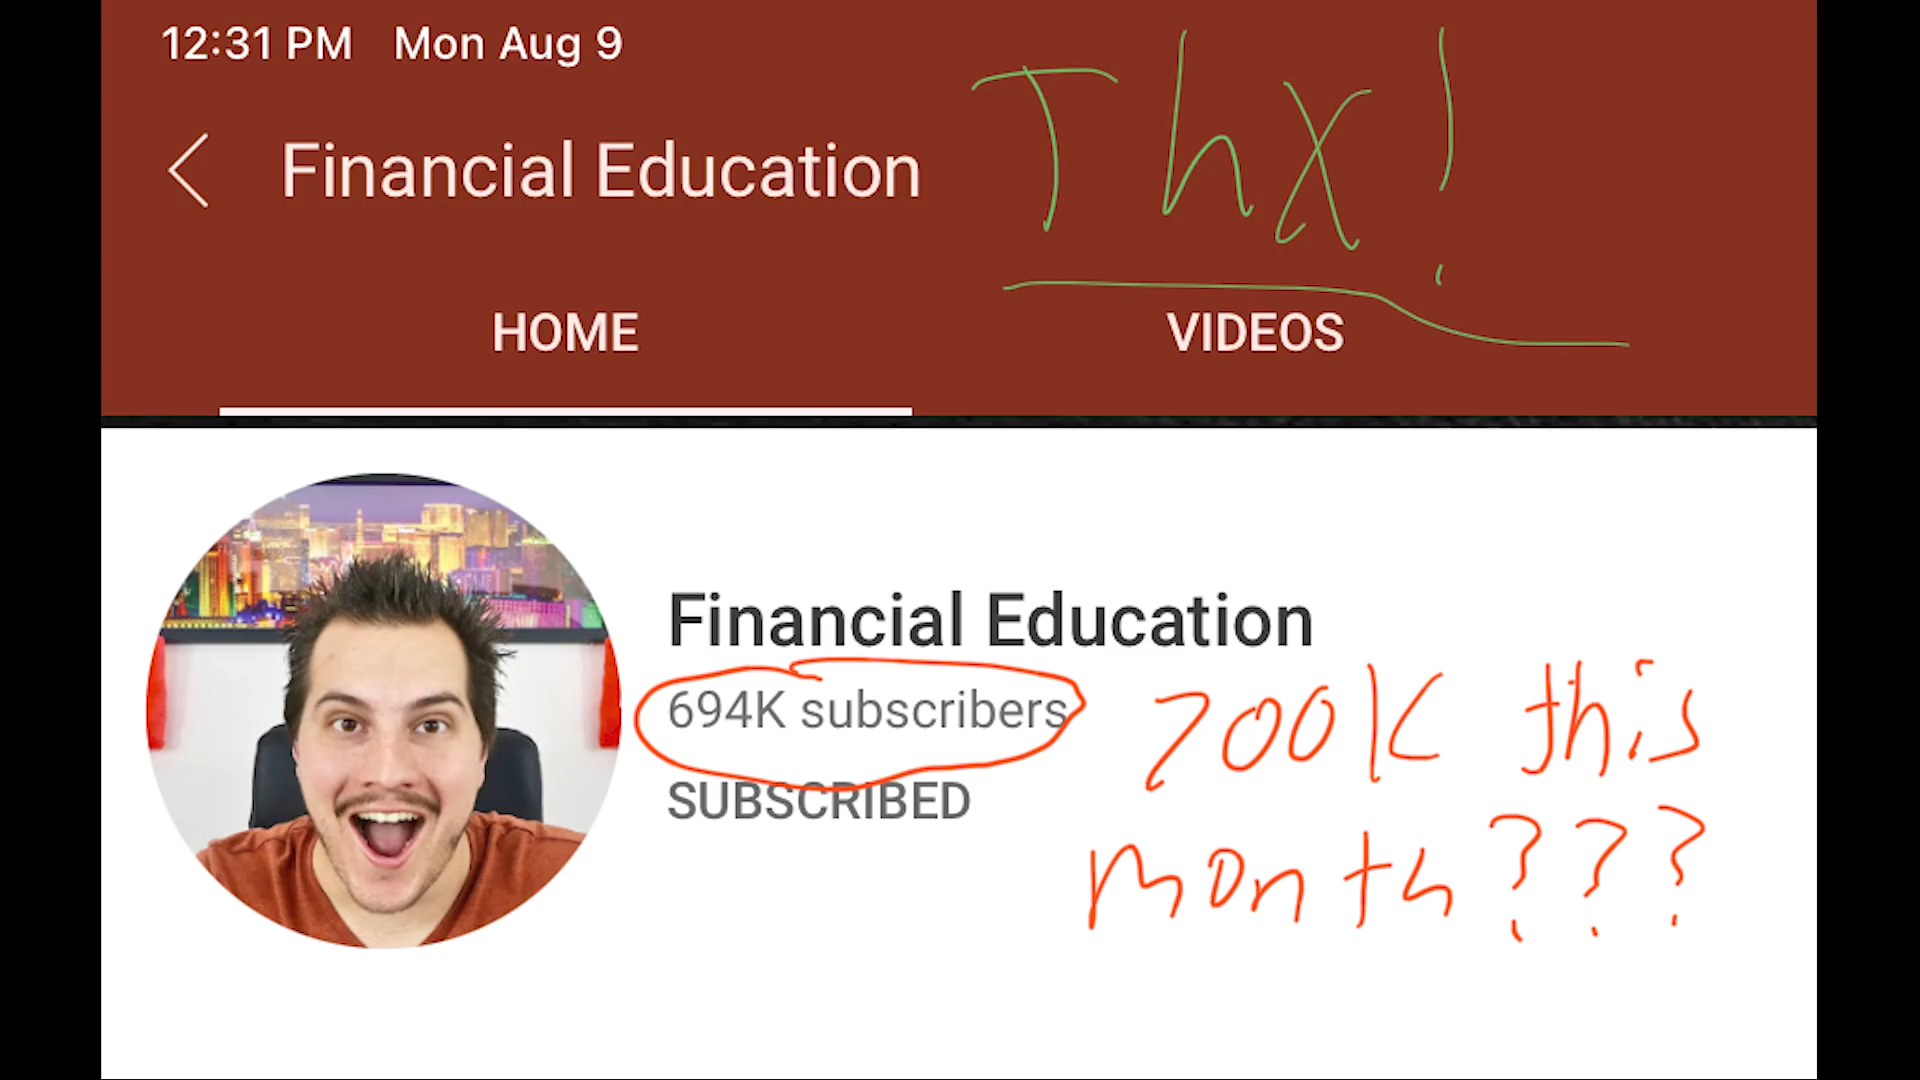 12:31 PM Mon Aug 9
Thx!
Financial Education
HOME VIDEOS
Financial Education
694K subscribers
700K this
month???
SUBSCRIBED